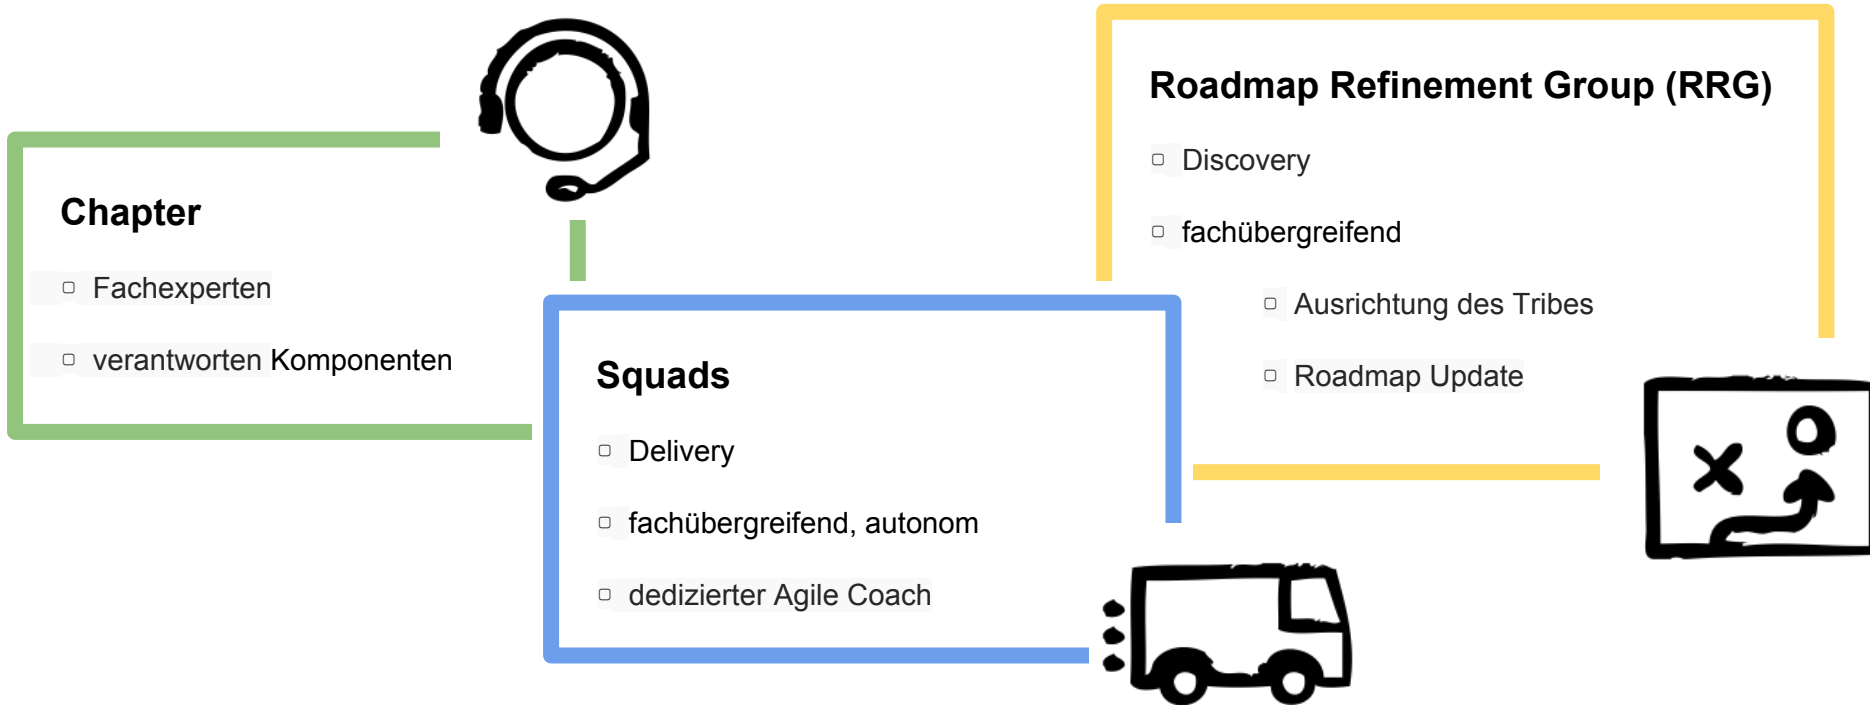 Chapter
Fachexperten
verantworten Komponenten
Squads
Delivery
fachübergreifend, autonom
dedizierter Agile Coach
Roadmap Refinement Group (RRG)
Discovery
fachübergreifend
Ausrichtung des Tribes
Roadmap Update